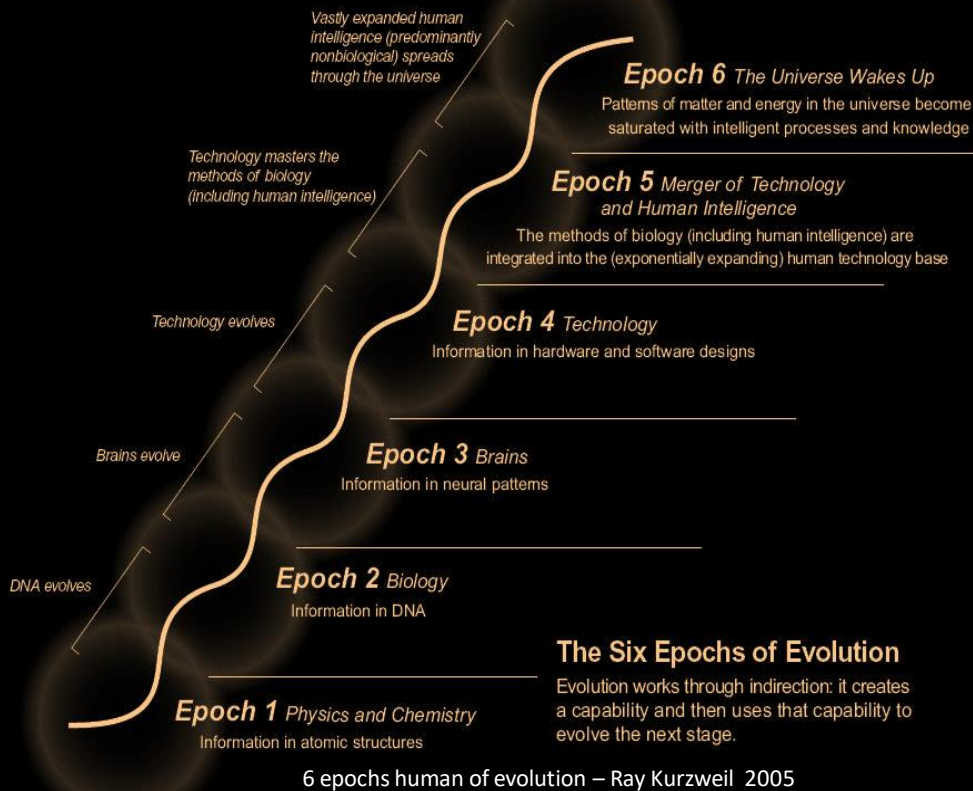 Vastly expanded human
intelligence (predominantly
nonbiological) spreads
through the universe
Epoch 6 The Universe Wakes Up
Patterns of matter and energy in the universe become
saturated with intelligent processes and knowledge
Technology masters the
methods of biology
(including human intelligence)
Epoch 5 Merger of Technology
and Human Intelligence
The methods of biology (including human intelligence) are
integrated into the (exponentially expanding) human technology base
Technology evolves
Epoch 4 Technology
Information in hardware and software designs
Brains evolve
Epoch 3 Brains
Information in neural patterns
DNA evolves
Epoch 2 Biology
Information in DNA
Epoch 1 Physics and Chemistry
Information in atomic structures
The Six Epochs of Evolution
Evolution works through indirection: it creates
a capability and then uses that capability to
evolve the next stage.
6 epochs human of evolution – Ray Kurzweil 2005